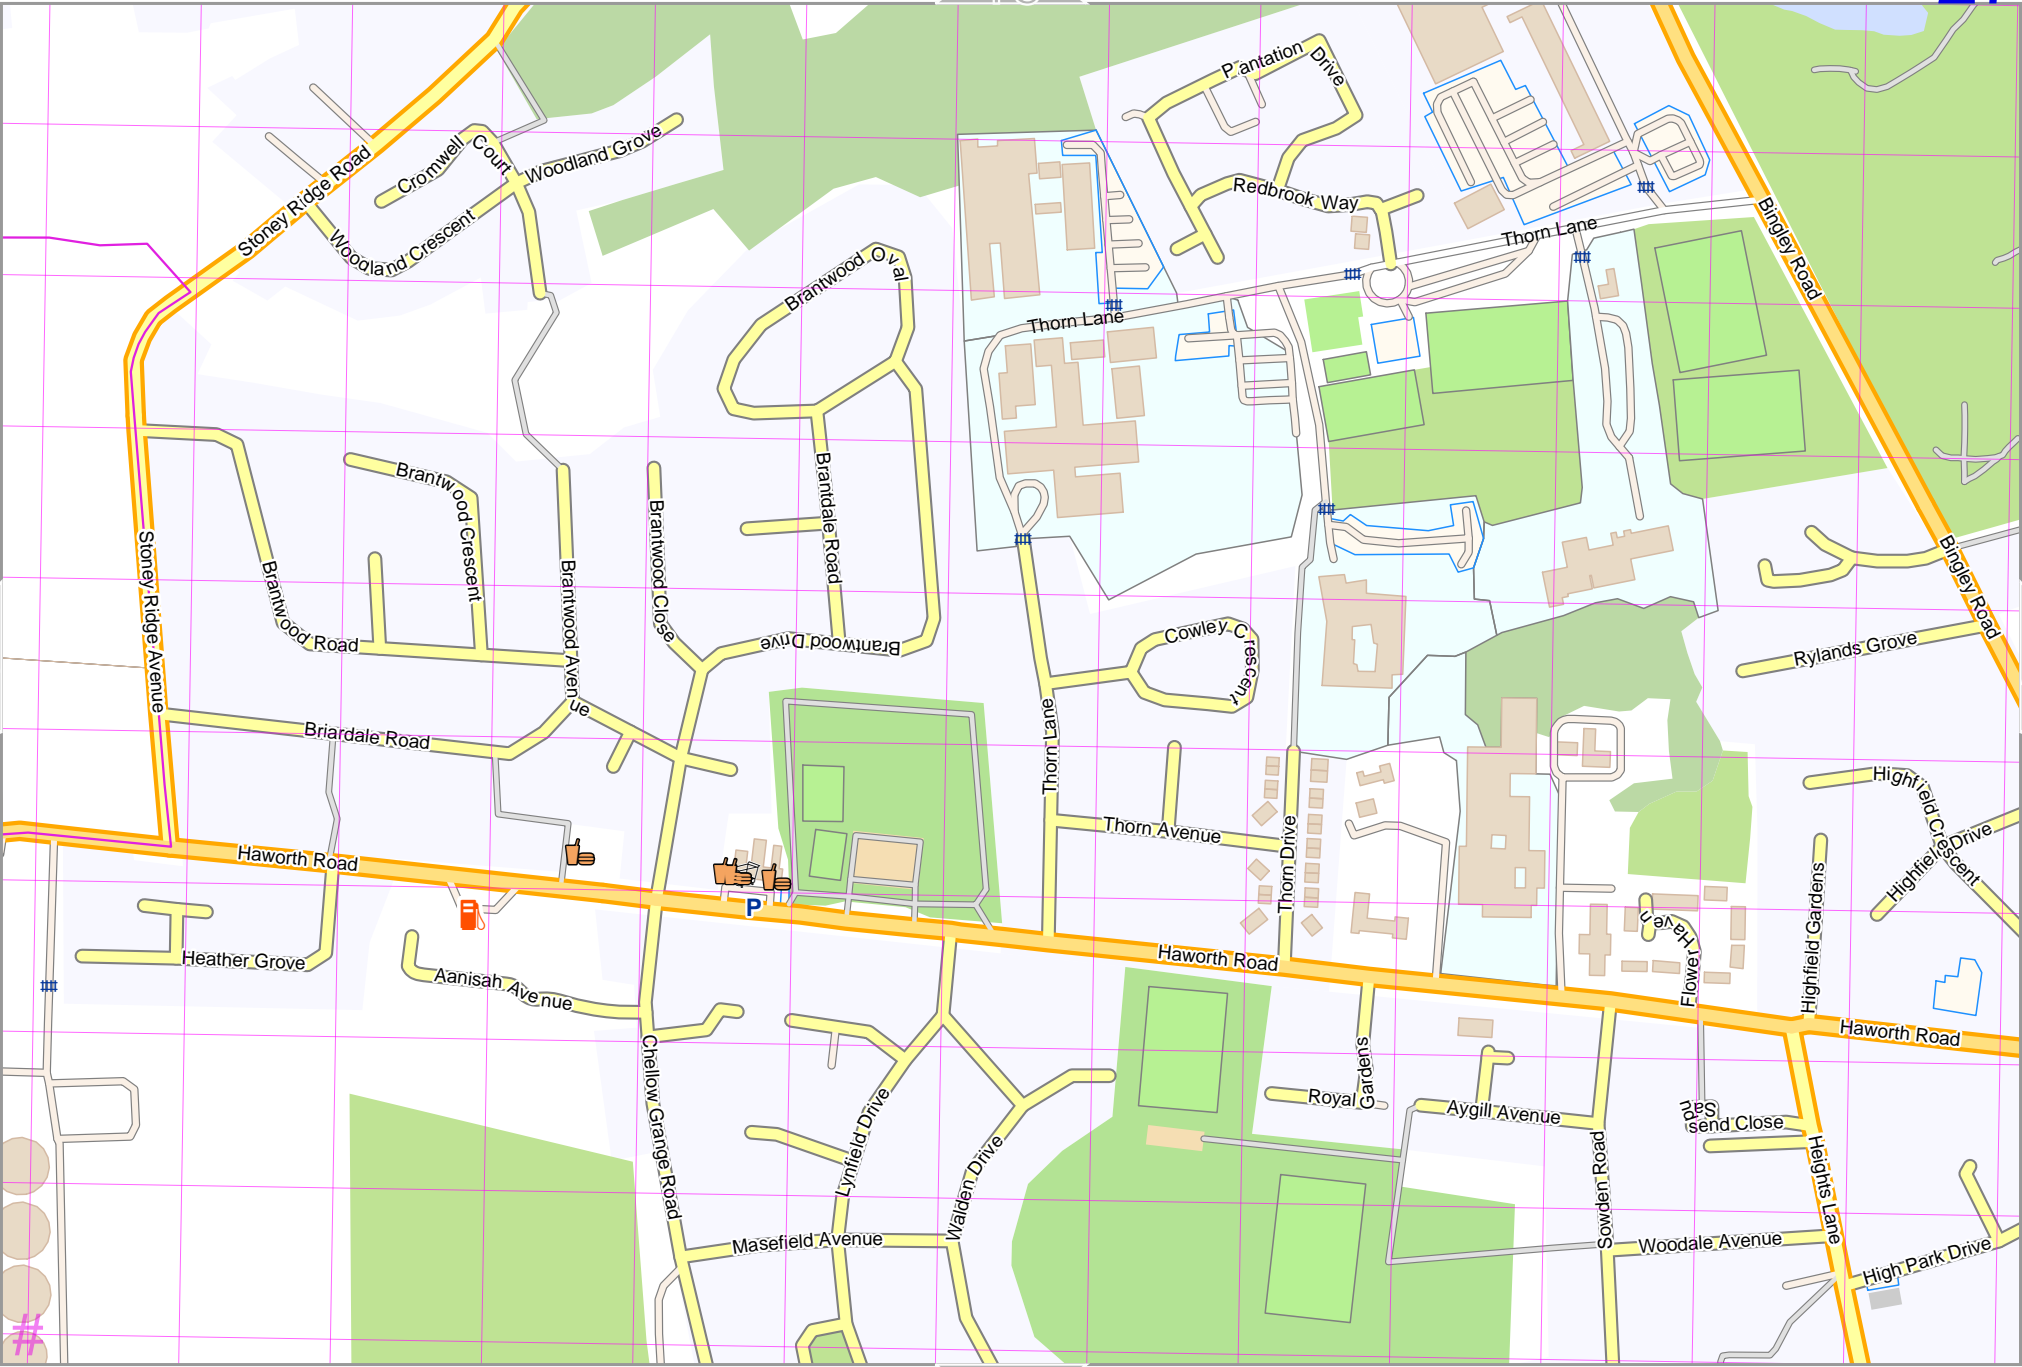 Plantation Drive
Cromwell Court
Woodland Grove
Stoney Ridge Road
Woodland Crescent
Redbrook Way
Thorn Lane
Bingley Road
Brantwood Oval
Thorn Lane
Brantwood Crescent
Brantdale Road
Brantwood Close
Stoney Ridge Avenue
Brantwood Road
Brantwood Avenue
Brantwood Drive
Cowley Crescent
Bingley Road
Rylands Grove
Briardale Road
Thorn Lane
Thorn Avenue
Thorn Drive
Highfield Crescent
Highfield Drive
Haworth Road
P
Highfield Gardens
Flower Haven
Heather Grove
Haworth Road
Aanisah Avenue
Haworth Road
Chellow Grange Road
Royal Gardens
Aygill Avenue
Sandsend Close
Lynfield Drive
Walden Drive
Sowden Road
Heights Lane
Masefield Avenue
Woodale Avenue
High Park Drive
#